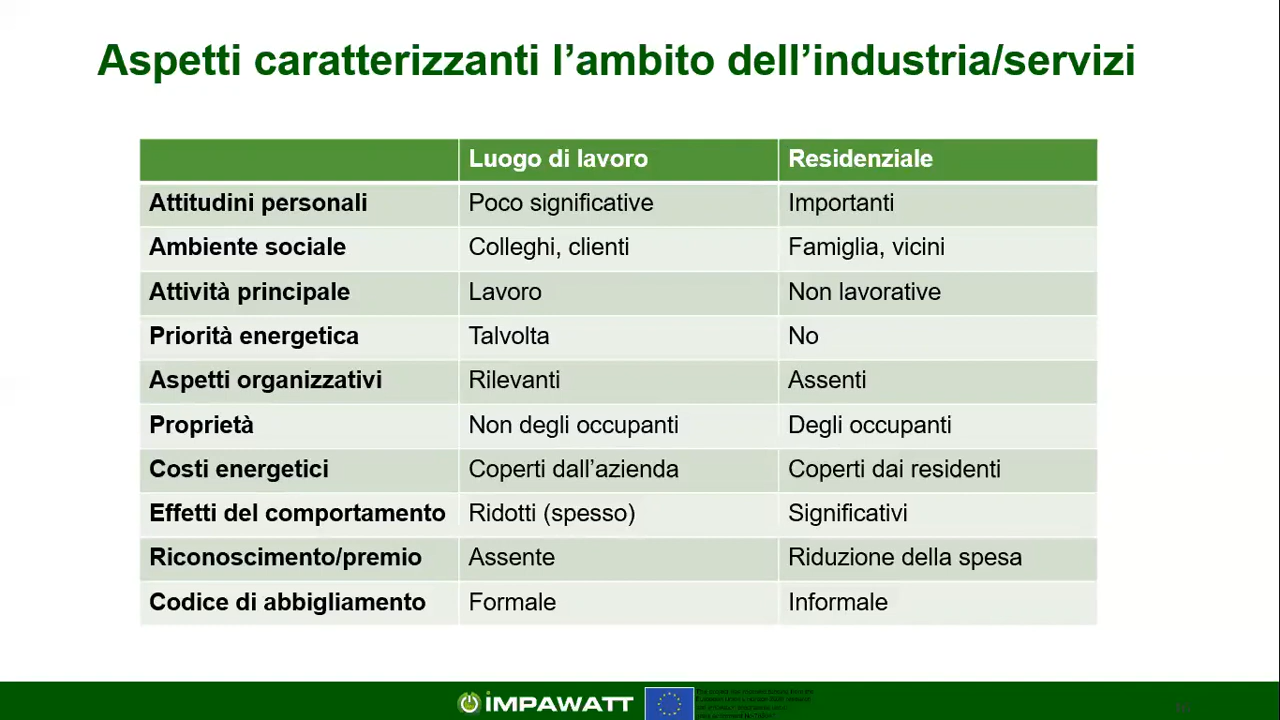 Aspetti caratterizzanti l’ambito dell’industria/servizi
Luogo di lavoro Residenziale
Attitudini personali Poco significative Importanti
Ambiente sociale Colleghi, clienti Famiglia, vicini
Attività principale Lavoro Non lavorative
Priorità energetica Talvolta No
Aspetti organizzativi Rilevanti Assenti
Proprietà Non degli occupanti Degli occupanti
Costi energetici Coperti dall’azienda Coperti dai residenti
Effetti del comportamento Ridotti (spesso) Significativi
Riconoscimento/premio Assente Riduzione della spesa
Codice di abbigliamento Formale Informale
iMPAWATT